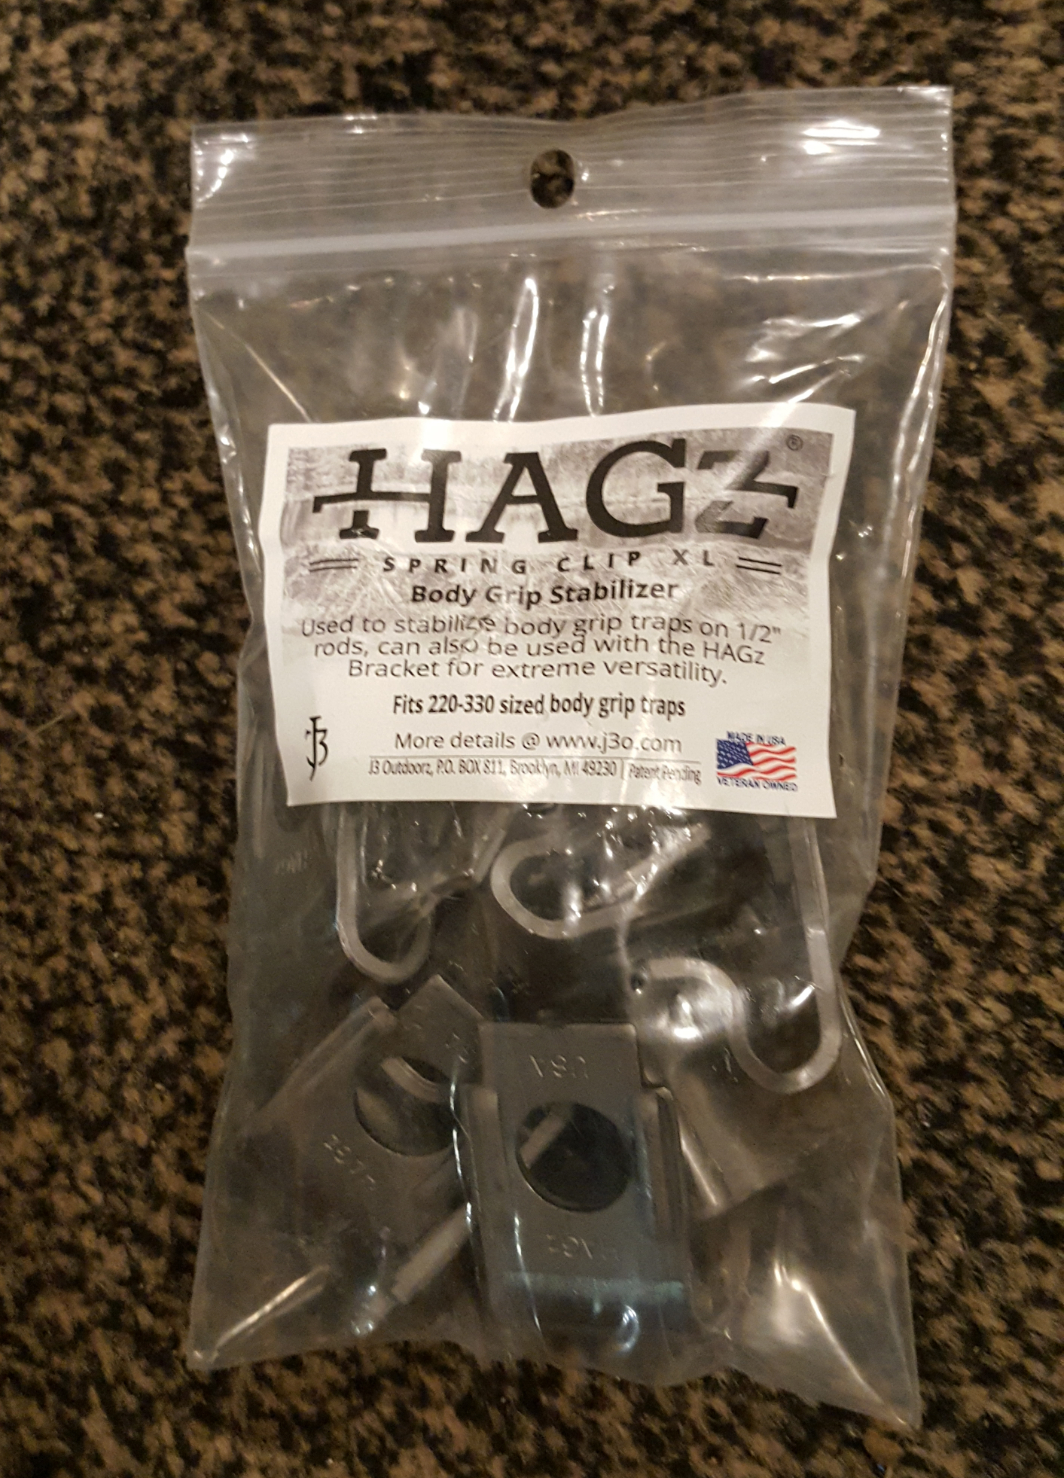 HAGz®
SPRING CLIP XL
Body Grip Stabilizer
Used to stabilize body grip traps on 1/2"
rods, can also be used with the HAGz
Bracket for extreme versatility.
Fits 220-330 sized body grip traps
More details @ www.j3o.com
J3 Outdoorz, P.O. BOX 811, Brooklyn, MI 49230 | Patent Pending
J3
MADE IN USA
VETERAN OWNED
USA